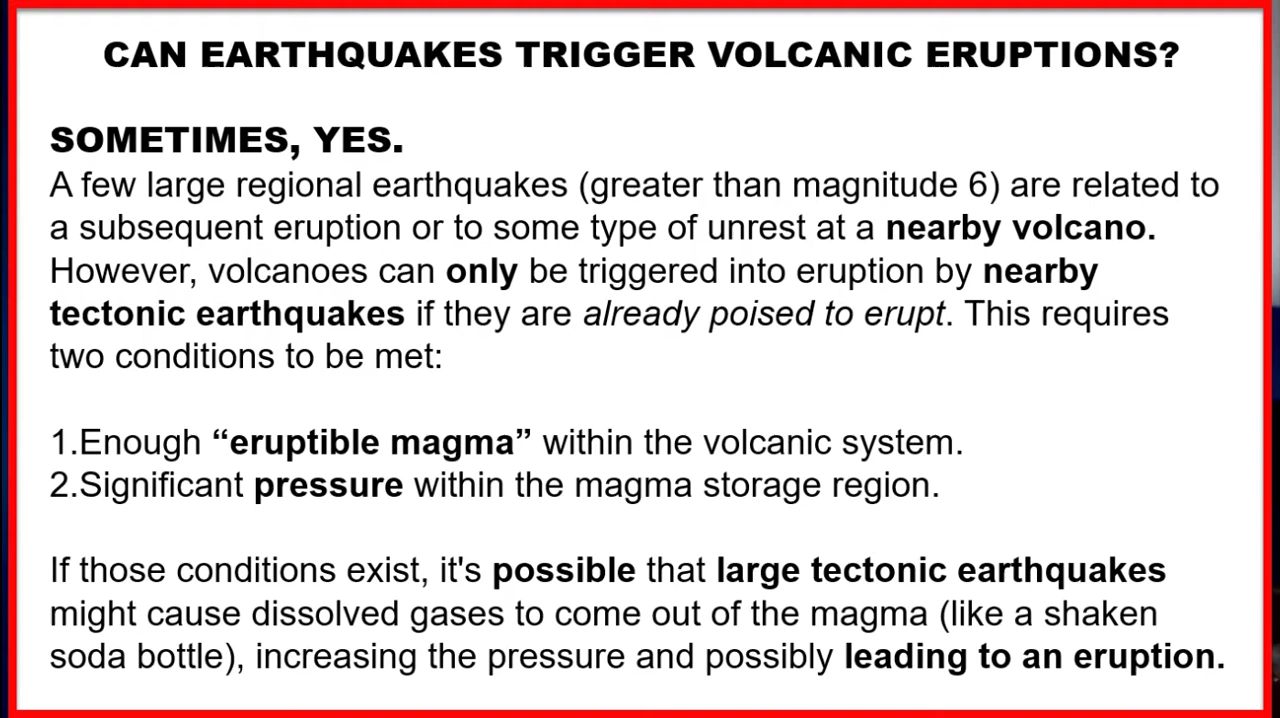 CAN EARTHQUAKES TRIGGER VOLCANIC ERUPTIONS?
SOMETIMES, YES.
A few large regional earthquakes (greater than magnitude 6) are related to
a subsequent eruption or to some type of unrest at a nearby volcano.
However, volcanoes can only be triggered into eruption by nearby
tectonic earthquakes if they are already poised to erupt. This requires
two conditions to be met:
1.Enough “eruptible magma” within the volcanic system.
2.Significant pressure within the magma storage region.
If those conditions exist, it's possible that large tectonic earthquakes
might cause dissolved gases to come out of the magma (like a shaken
soda bottle), increasing the pressure and possibly leading to an eruption.